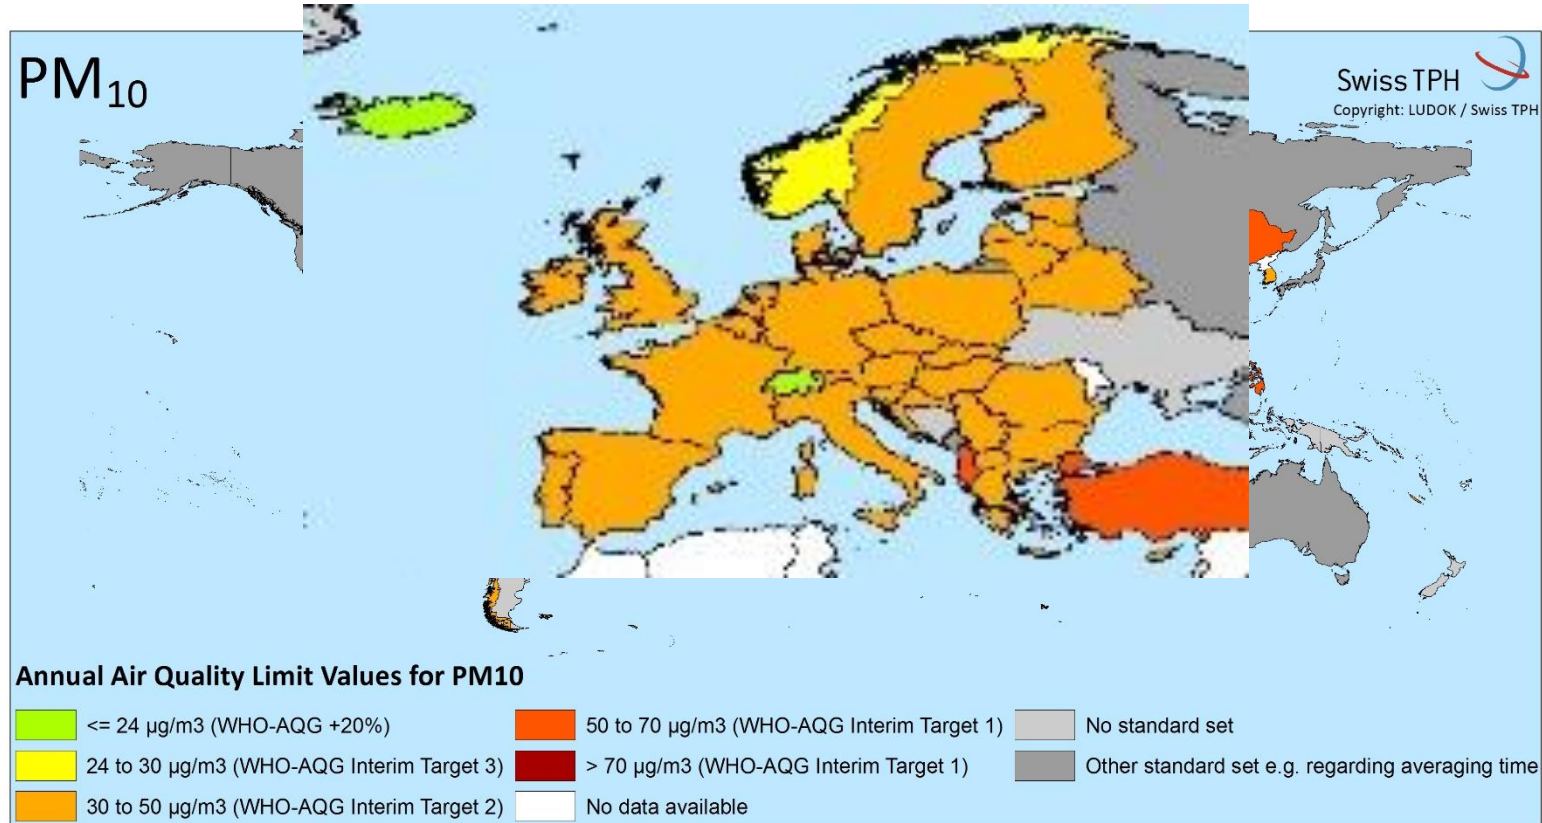 PM10
Swiss TPH
Copyright: LUDOK / Swiss TPH
Annual Air Quality Limit Values for PM10
<= 24 µg/m3 (WHO-AQG +20%)
24 to 30 µg/m3 (WHO-AQG Interim Target 3)
30 to 50 µg/m3 (WHO-AQG Interim Target 2)
50 to 70 µg/m3 (WHO-AQG Interim Target 1)
> 70 µg/m3 (WHO-AQG Interim Target 1)
No data available
No standard set
Other standard set e.g. regarding averaging time